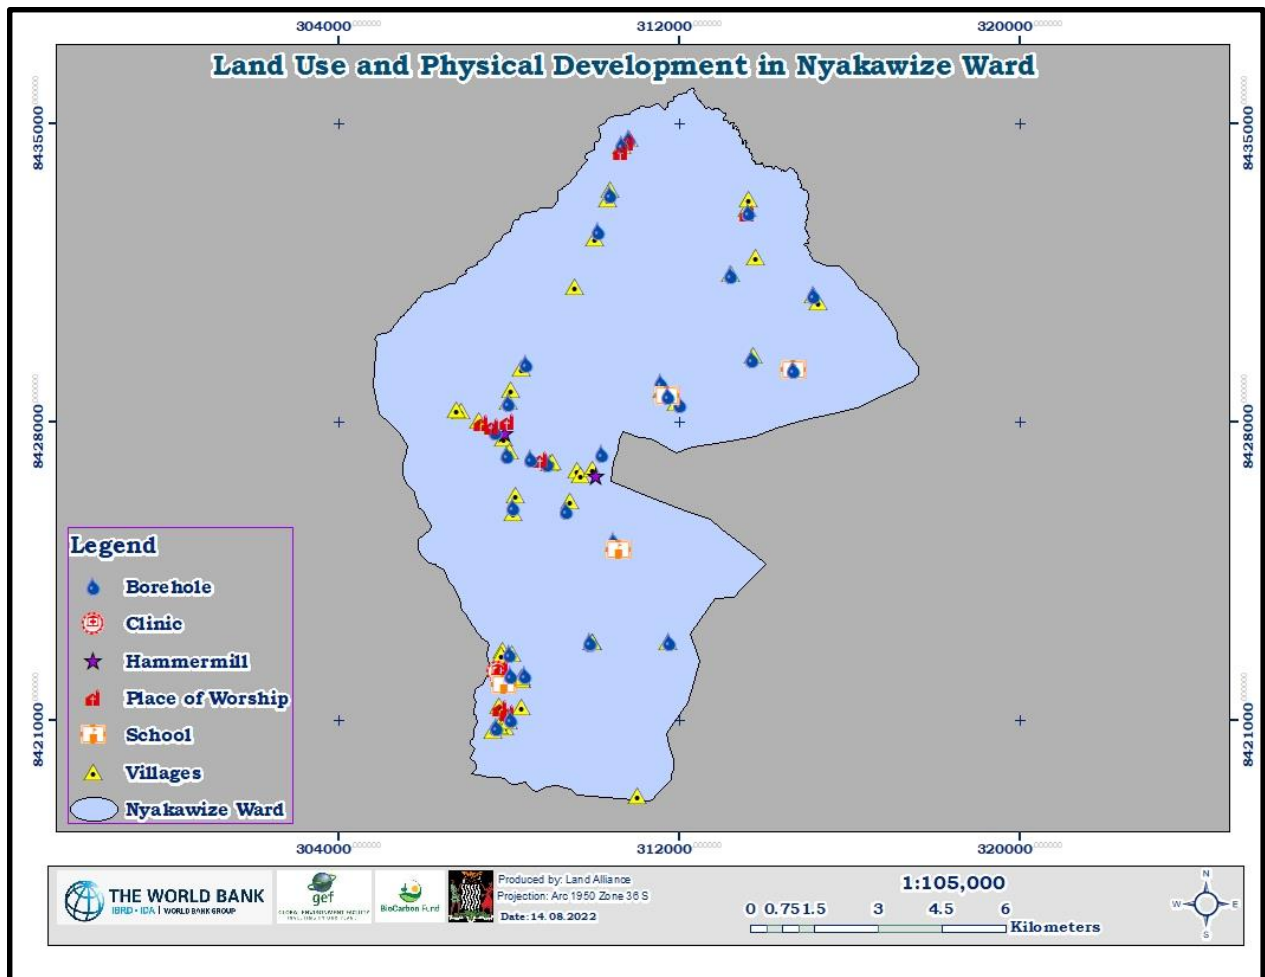 304000 312000 320000
Land Use and Physical Development in Nyakawize Ward
8435000 8435000
8428000 8428000
8421000 8421000
Legend
Borehole
Clinic
Hammermill
Place of Worship
School
Villages
Nyakawize Ward
304000 312000 320000
THE WORLD BANK
IBRD • IDA | WORLD BANK GROUP
gef
BioCarbon Fund
Produced by: Land Alliance
Projection: Arc 1950 Zone 36 S
Date: 14.08.2022
1:105,000
0 0.75 1.5 3 4.5 6
Kilometers
N
W E
S